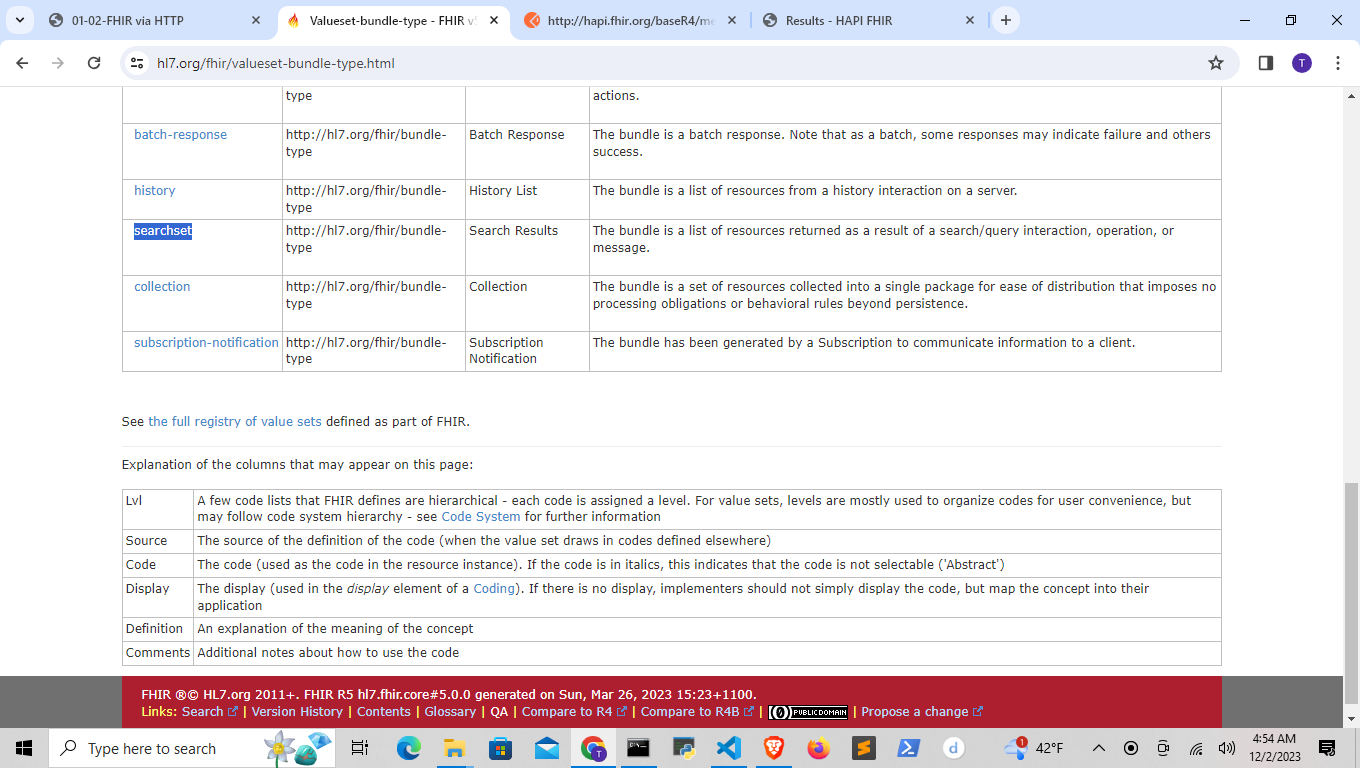 01-02-FHIR via HTTP
Valueset-bundle-type - FHIR v5
http://hapi.fhir.org/baseR4/me
Results - HAPI FHIR
hl7.org/fhir/valueset-bundle-type.html
T
type
actions.
batch-response
http://hl7.org/fhir/bundle-
type
Batch Response
The bundle is a batch response. Note that as a batch, some responses may indicate failure and others
success.
history
http://hl7.org/fhir/bundle-
type
History List
The bundle is a list of resources from a history interaction on a server.
searchset
http://hl7.org/fhir/bundle-
type
Search Results
The bundle is a list of resources returned as a result of a search/query interaction, operation, or
message.
collection
http://hl7.org/fhir/bundle-
type
Collection
The bundle is a set of resources collected into a single package for ease of distribution that imposes no
processing obligations or behavioral rules beyond persistence.
subscription-notification
http://hl7.org/fhir/bundle-
type
Subscription
Notification
The bundle has been generated by a Subscription to communicate information to a client.
See the full registry of value sets defined as part of FHIR.
Explanation of the columns that may appear on this page:
Lvl
A few code lists that FHIR defines are hierarchical - each code is assigned a level. For value sets, levels are mostly used to organize codes for user convenience, but
may follow code system hierarchy - see Code System for further information
Source
The source of the definition of the code (when the value set draws in codes defined elsewhere)
Code
The code (used as the code in the resource instance). If the code is in italics, this indicates that the code is not selectable ('Abstract')
Display
The display (used in the display element of a Coding). If there is no display, implementers should not simply display the code, but map the concept into their
application
Definition
An explanation of the meaning of the concept
Comments
Additional notes about how to use the code
FHIR ®© HL7.org 2011+. FHIR R5 hl7.fhir.core#5.0.0 generated on Sun, Mar 26, 2023 15:23+1100.
Links: Search | Version History | Contents | Glossary | QA | Compare to R4 | Compare to R4B | PUBLIC DOMAIN | Propose a change
Type here to search
T
d
1
42°F
4:54 AM
12/2/2023